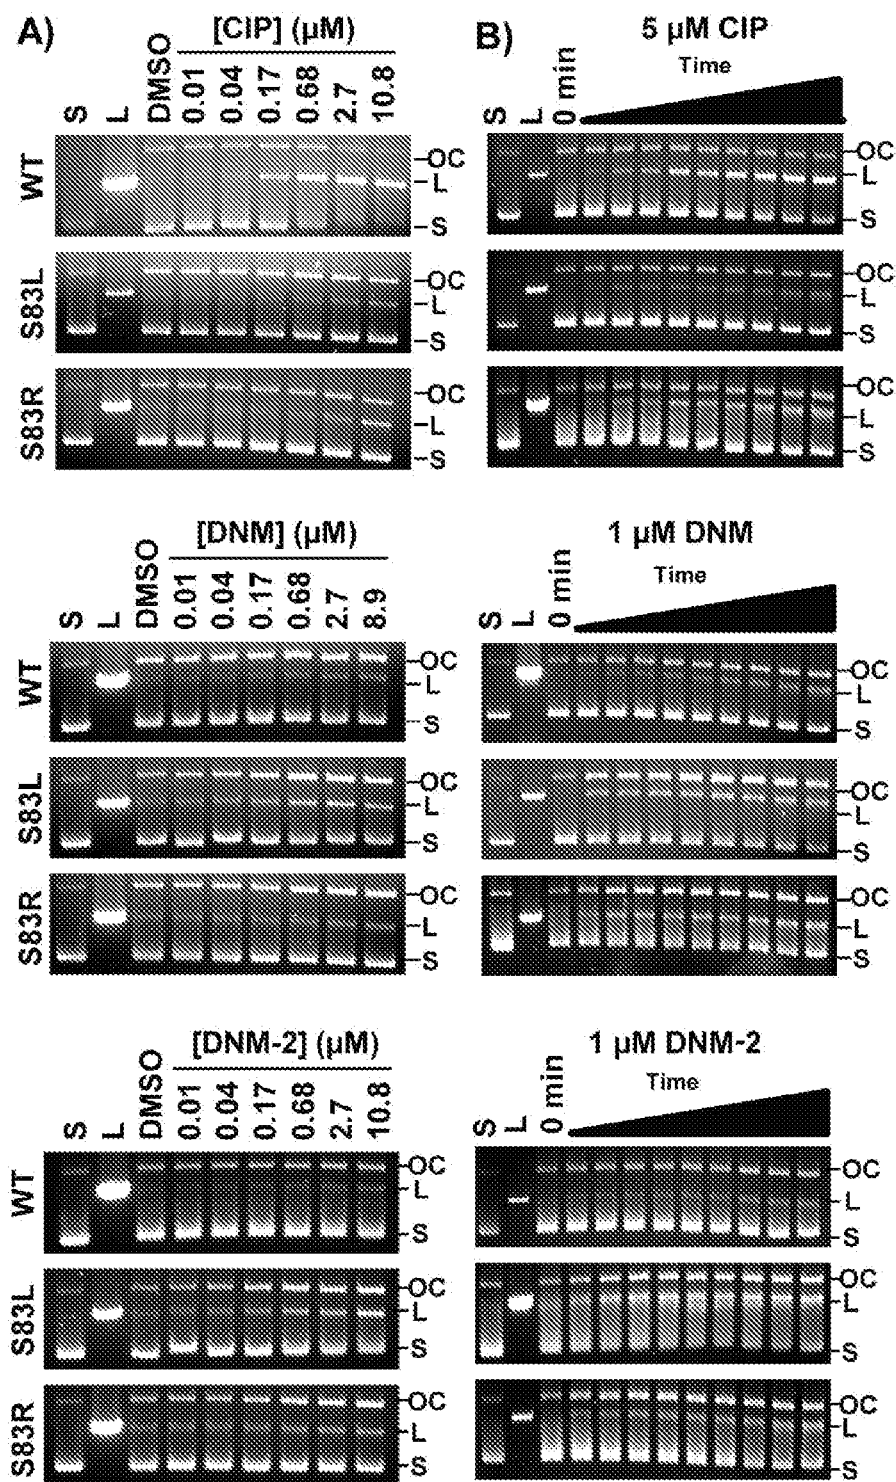 A)
[CIP] (µM)
S L DMSO 0.01 0.04 0.17 0.68 2.7 10.8
WT
-OC
-L
-S
S83L
-OC
-L
-S
S83R
-OC
-L
-S
B)
5 µM CIP
Time
S L 0 min
-OC
-L
-S
-OC
-L
-S
-OC
-L
-S
[DNM] (µM)
S L DMSO 0.01 0.04 0.17 0.68 2.7 8.9
WT
-OC
-L
-S
S83L
-OC
-L
-S
S83R
-OC
-L
-S
1 µM DNM
Time
S L 0 min
-OC
-L
-S
-OC
-L
-S
-OC
-L
-S
[DNM-2] (µM)
S L DMSO 0.01 0.04 0.17 0.68 2.7 10.8
WT
-OC
-L
-S
S83L
-OC
-L
-S
S83R
-OC
-L
-S
1 µM DNM-2
Time
S L 0 min
-OC
-L
-S
-OC
-L
-S
-OC
-L
-S